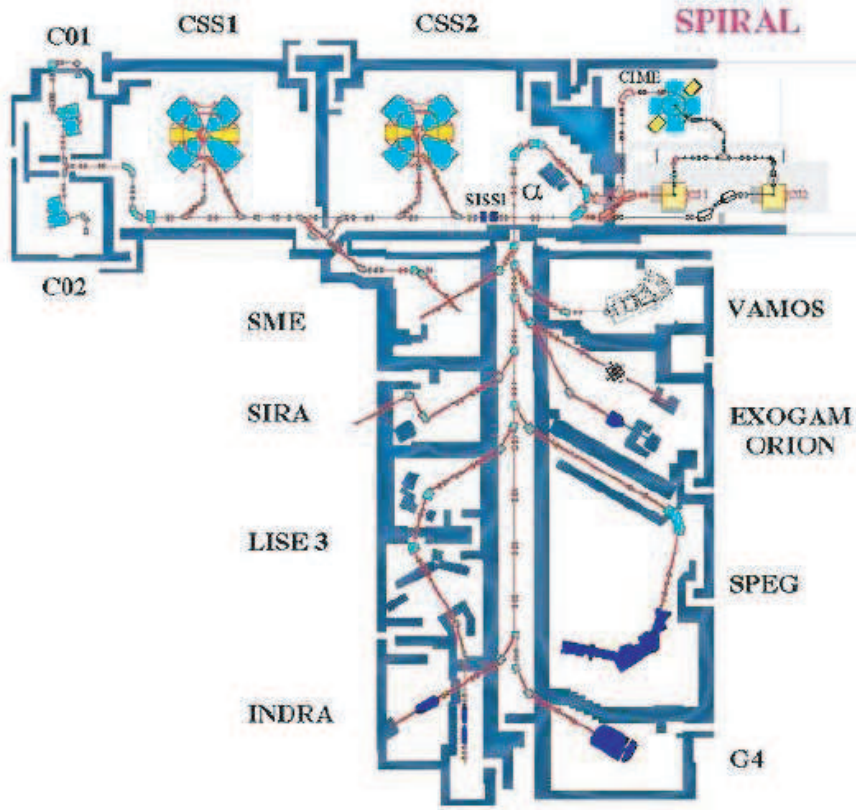 C01
CSS1
CSS2
SPIRAL
CIME
SISSI
α
C02
SME
VAMOS
SIRA
EXOGAM
ORION
LISE 3
SPEG
INDRA
G4